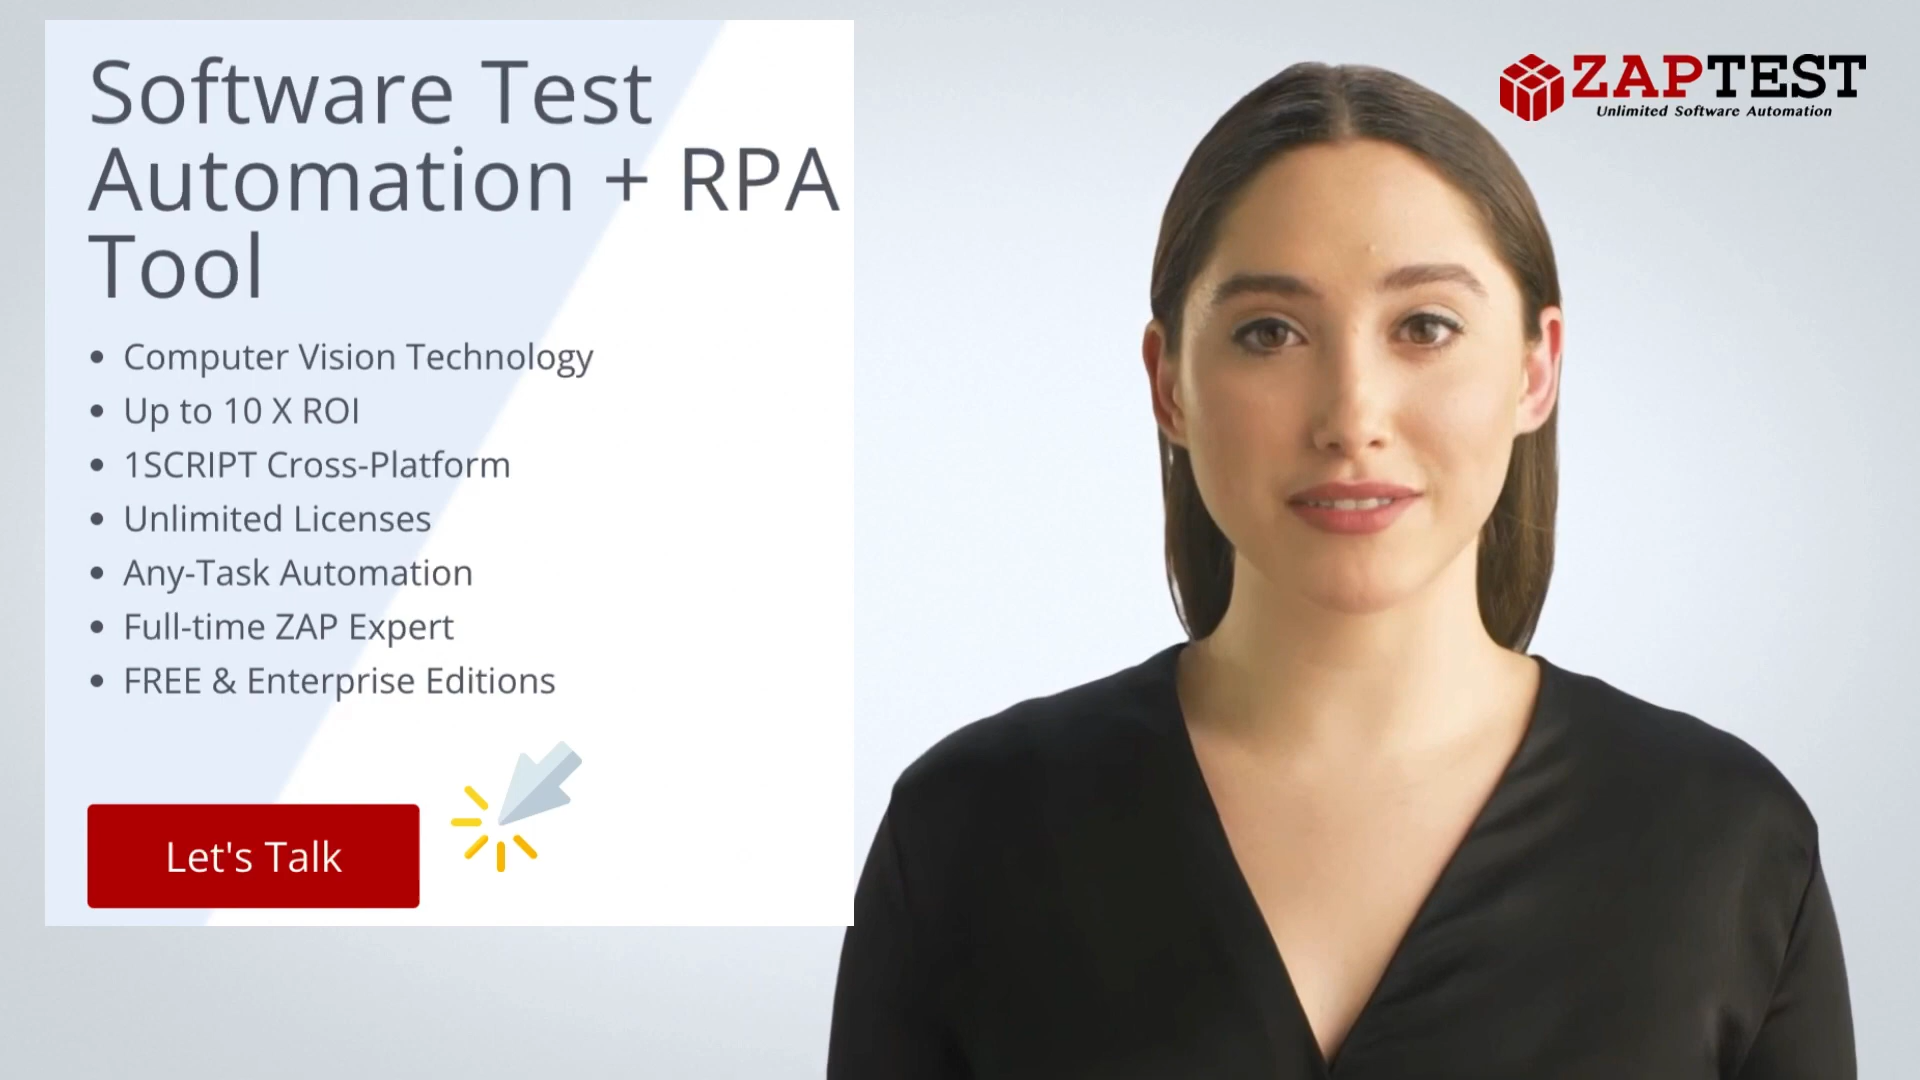 Software Test
Automation + RPA
Tool
• Computer Vision Technology
• Up to 10 X ROI
• 1SCRIPT Cross-Platform
• Unlimited Licenses
• Any-Task Automation
• Full-time ZAP Expert
• FREE & Enterprise Editions
Let's Talk
ZAPTEST
Unlimited Software Automation